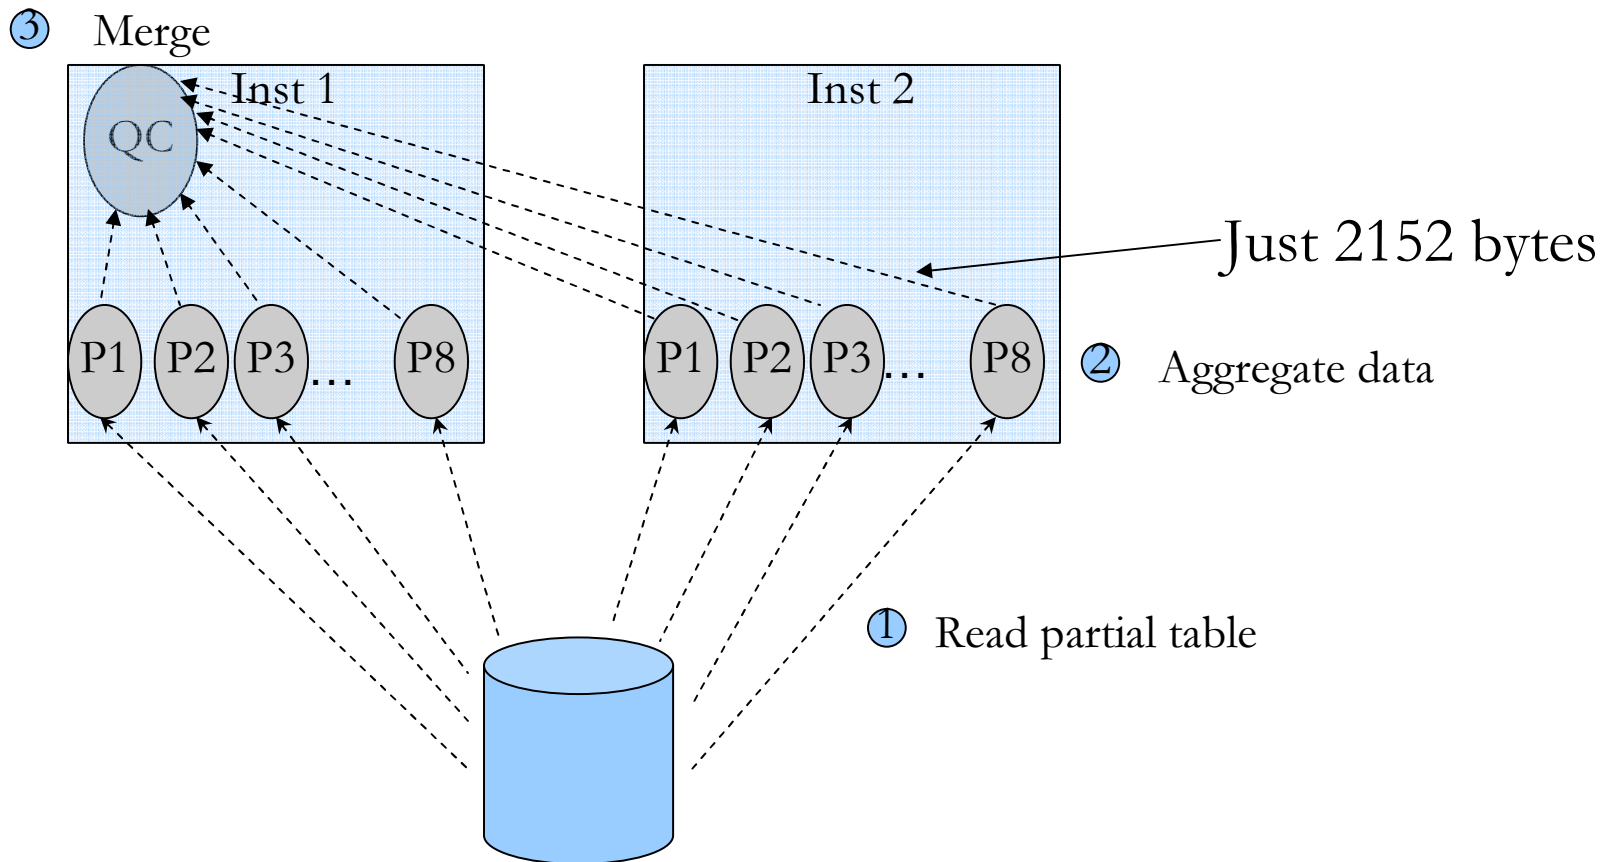 3 Merge
Inst 1
Inst 2
QC
Just 2152 bytes
P1 P2 P3 ... P8
P1 P2 P3 ... P8
2 Aggregate data
1 Read partial table